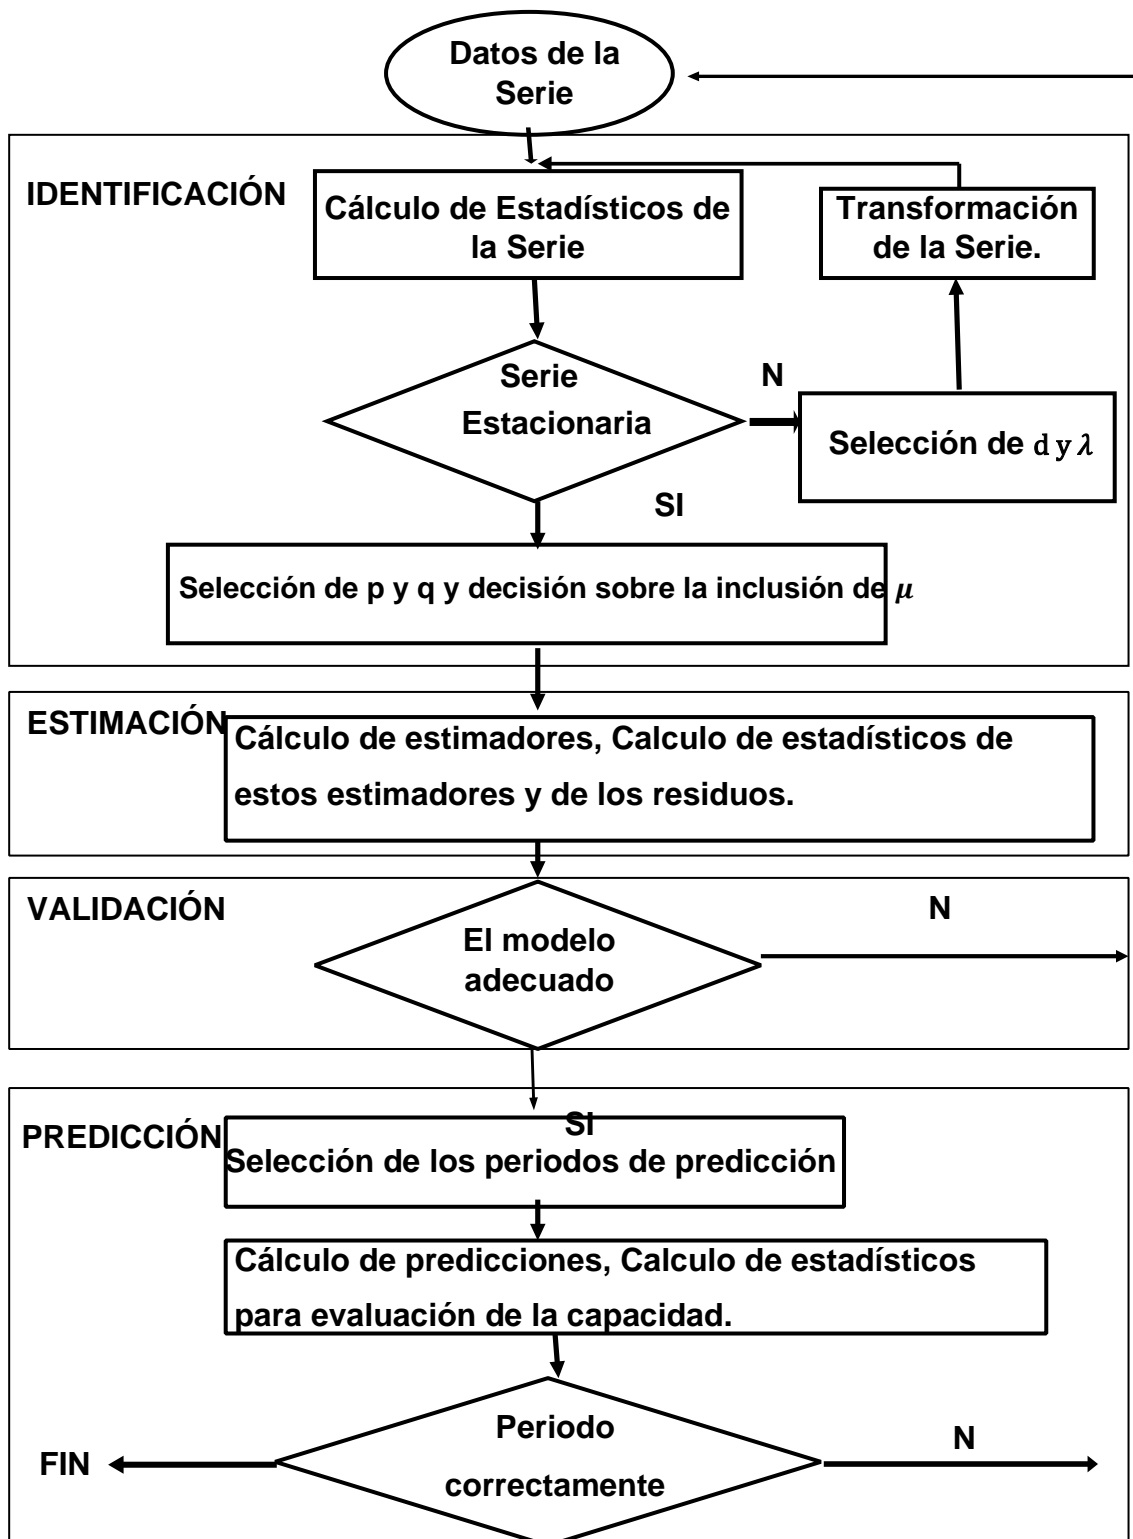 Datos de la
Serie
IDENTIFICACIÓN
Cálculo de Estadísticos de
la Serie
Transformación
de la Serie.
Serie
Estacionaria
N
Selección de d y λ
SI
Selección de p y q y decisión sobre la inclusión de μ
ESTIMACIÓN
Cálculo de estimadores, Calculo de estadísticos de
estos estimadores y de los residuos.
VALIDACIÓN
El modelo
adecuado
N
PREDICCIÓN
SI
Selección de los periodos de predicción
Cálculo de predicciones, Calculo de estadísticos
para evaluación de la capacidad.
Periodo
correctamente
FIN
N